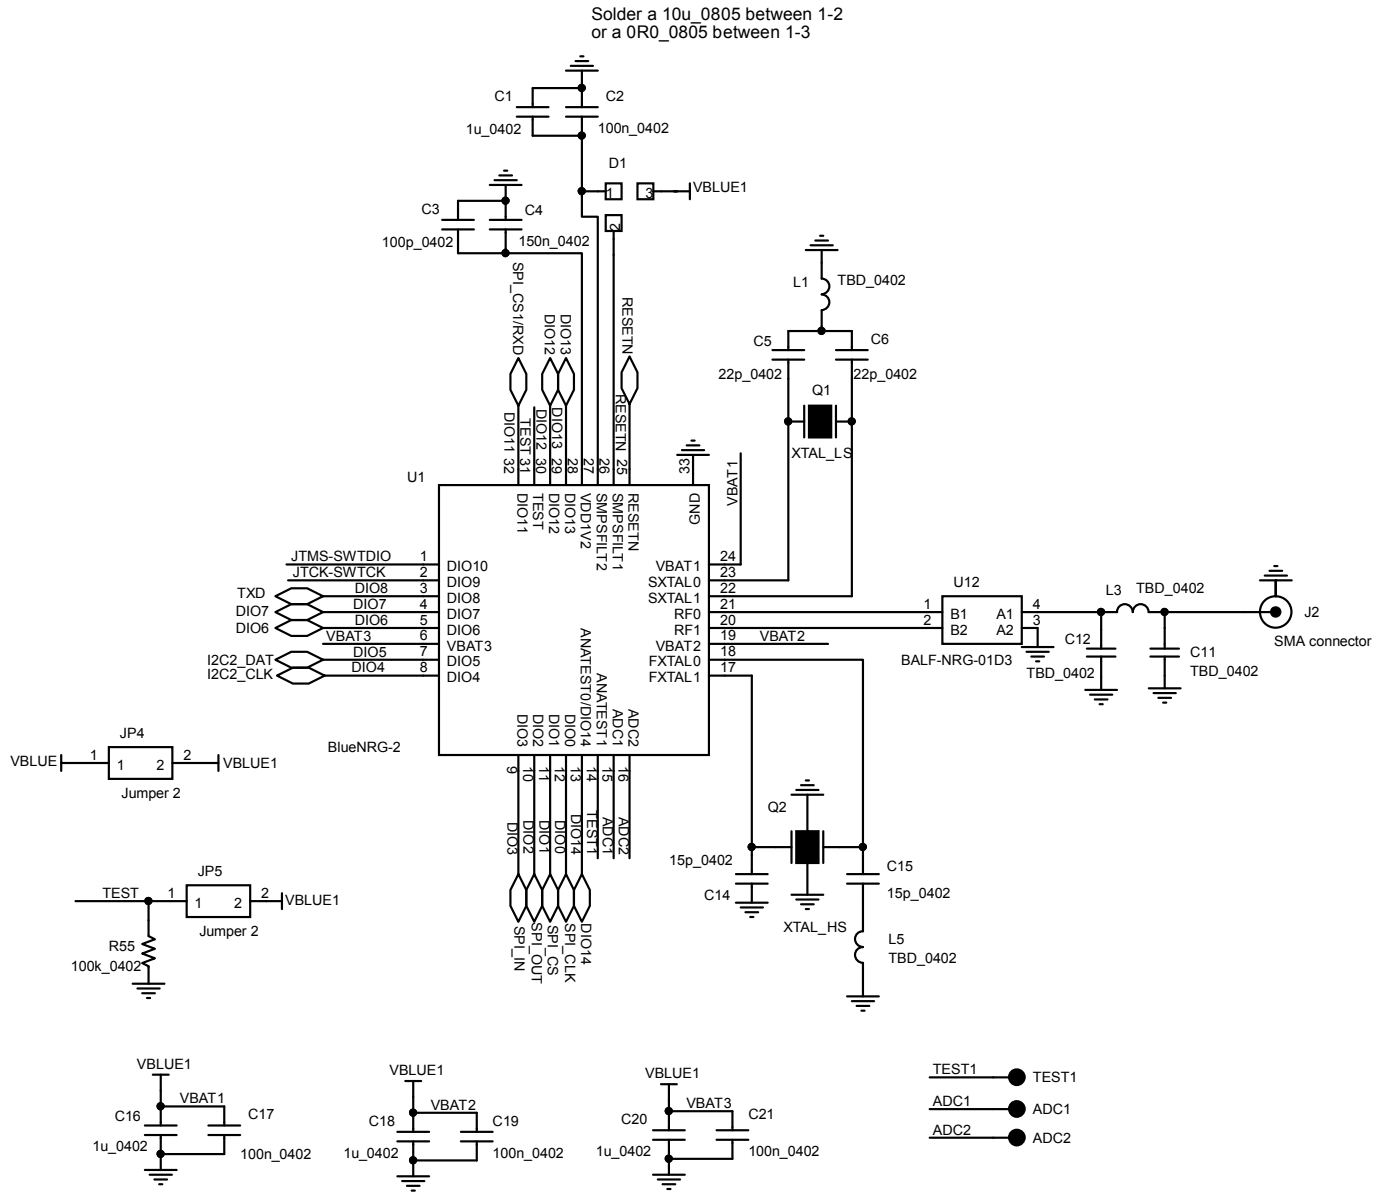 Solder a 10u_0805 between 1-2
or a 0R0_0805 between 1-3
C1
C2
1u_0402
100n_0402
D1
1
3
VBLUE1
2
C3
C4
100p_0402
150n_0402
SPI_CS1/RXD
DIO12
DIO13
RESETN
L1
TBD_0402
C5
C6
22p_0402
22p_0402
Q1
XTAL_LS
DIO11 32
TEST 31
DIO12 30
DIO13 29
28
27
26
RESETN 25
33
VBAT1
U1
DIO11
TEST
DIO12
DIO13
VDD1V2
SMPSFILT2
SMPSFILT1
RESETN
GND
JTMS-SWTDIO 1 DIO10
JTCK-SWTCK 2 DIO9
TXD DIO8 3 DIO8
DIO7 DIO7 4 DIO7
DIO6 DIO6 5 DIO6
VBAT3 6 VBAT3
I2C2_DAT DIO5 7 DIO5
I2C2_CLK DIO4 8 DIO4
VBAT1 24
SXTAL0 23
SXTAL1 22
RF0 21
RF1 20
VBAT2 19 VBAT2
FXTAL0 18
FXTAL1 17
U12
1 B1 A1 4
2 B2 A2 3
BALF-NRG-01D3
L3
TBD_0402
C12
TBD_0402
C11
TBD_0402
J2
SMA connector
DIO3
DIO2
DIO1
DIO0
ANATEST0/DIO14
ANATEST1
ADC1
ADC2
BlueNRG-2
9
10
11
12
13
14
15
16
DIO3
DIO2
DIO1
DIO0
DIO14
TEST1
ADC1
ADC2
SPI_IN
SPI_OUT
SPI_CS
SPI_CLK
DIO14
JP4
VBLUE 1 1 2 2 VBLUE1
Jumper 2
JP5
TEST 1 1 2 2 VBLUE1
Jumper 2
R55
100k_0402
Q2
XTAL_HS
15p_0402
C14
C15
15p_0402
L5
TBD_0402
VBLUE1
VBAT1
C16
C17
1u_0402
100n_0402
VBLUE1
VBAT2
C18
C19
1u_0402
100n_0402
VBLUE1
VBAT3
C20
C21
1u_0402
100n_0402
TEST1 TEST1
ADC1 ADC1
ADC2 ADC2